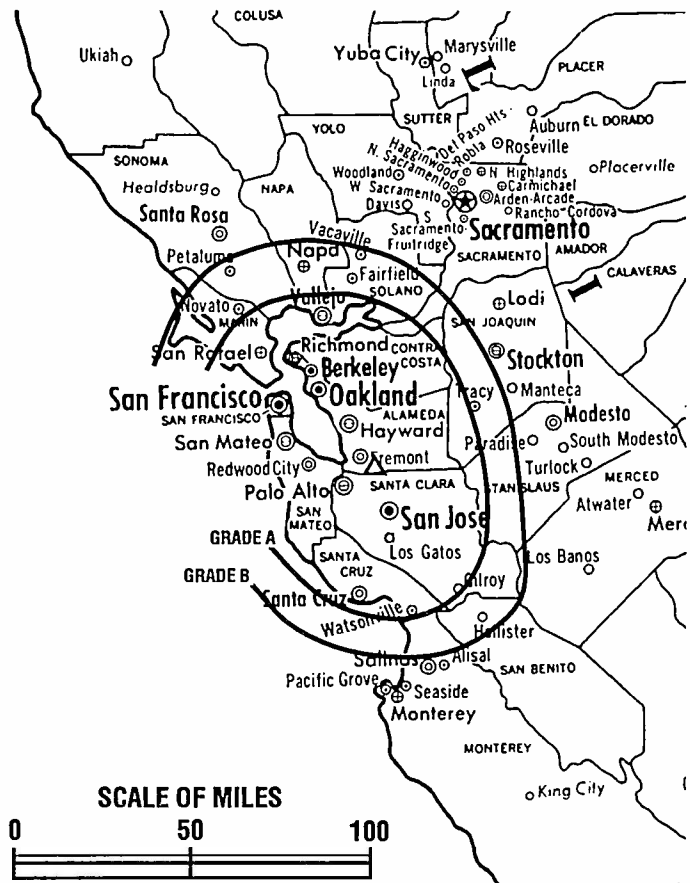 COLUSA
Ukiah
Marysville
Yuba City
Linda
PLACER
SUTTER
Auburn
EL DORADO
YOLO
Del Paso Hts.
Roseville
Robla
Hagginwood
N. Sacramento
SONOMA
Woodland
N Highlands
Placerville
Healdsburg
NAPA
W Sacramento
Carmichael
Arden-Arcade
Davis
Rancho-Cordova
Santa Rosa
S
Sacramento
Sacramento-
Fruitridge
Vacaville
Petaluma
Napa
SACRAMENTO
AMADOR
Fairfield
CALAVERAS
SOLANO
Vallejo
Novato
MARIN
Lodi
SAN JOAQUIN
San Rafael
Richmond
CONTRA
COSTA
Berkeley
Stockton
Oakland
Tracy
Manteca
San Francisco
SAN FRANCISCO
ALAMEDA
Hayward
Modesto
San Mateo
Paradise
South Modesto
Redwood City
Fremont
Turlock
Palo Alto
SANTA CLARA
STANISLAUS
MERCED
Atwater
SAN
MATEO
San Jose
Merc
GRADE A
Los Gatos
Los Banos
SANTA
CRUZ
GRADE B
Gilroy
Santa Cruz
Watsonville
Hollister
Salinas
Alisal
SAN BENITO
Pacific Grove
Seaside
Monterey
MONTEREY
King City
SCALE OF MILES
0 50 100